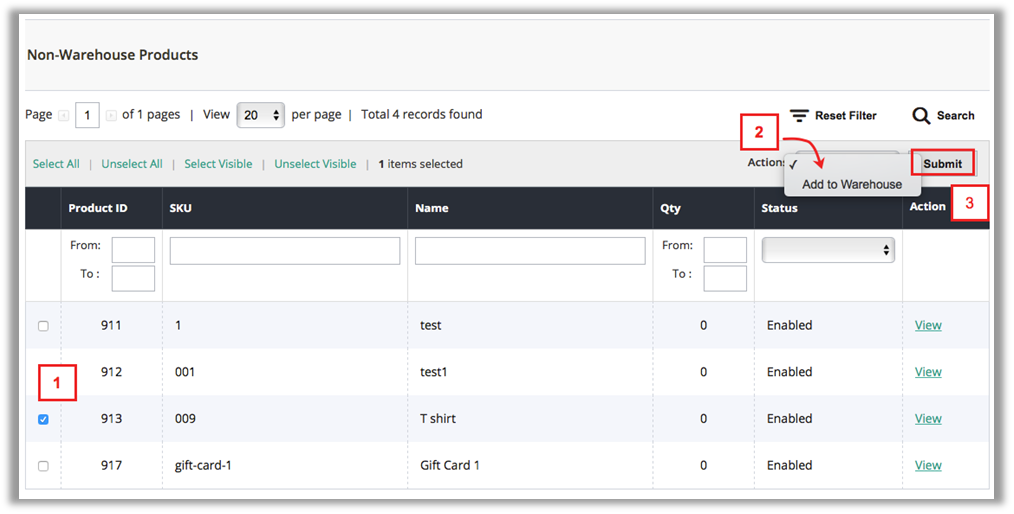 Non-Warehouse Products
Page 1 of 1 pages | View 20 per page | Total 4 records found Reset Filter Search
2
Select All | Unselect All | Select Visible | Unselect Visible | 1 items selected Actions Submit
Add to Warehouse
3
Product ID SKU Name Qty Status Action
From: From:
To : To :
911 1 test 0 Enabled View
912 001 test1 0 Enabled View
1
913 009 T shirt 0 Enabled View
917 gift-card-1 Gift Card 1 0 Enabled View